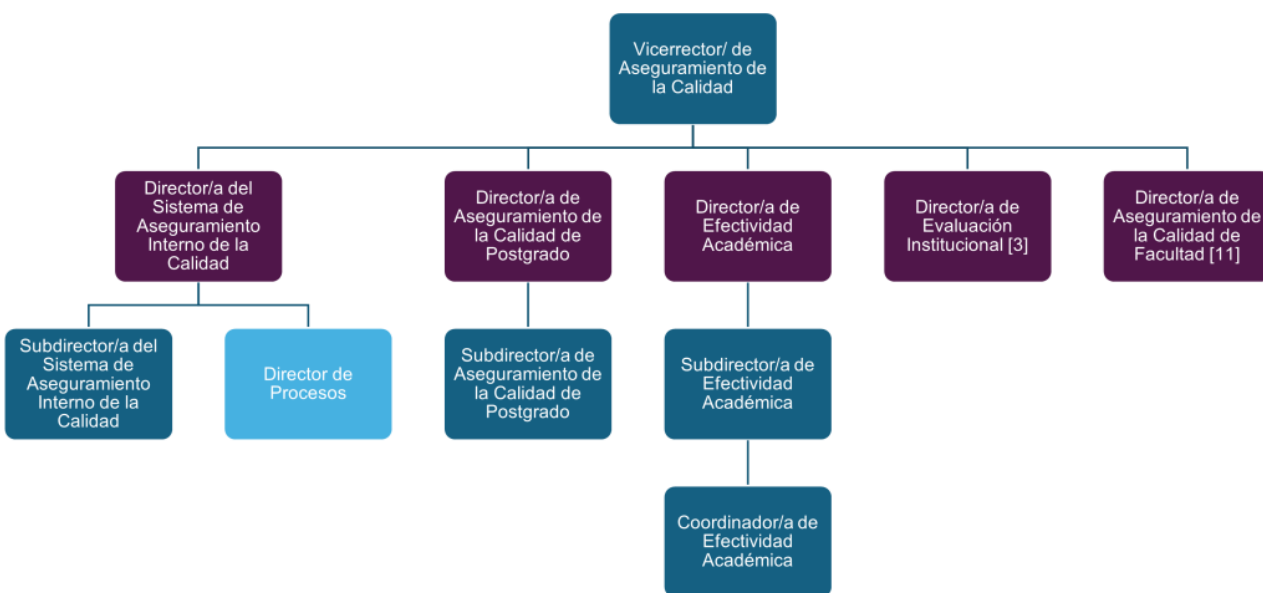 Vicerrector/ de
Aseguramiento de
la Calidad
Director/a del
Sistema de
Aseguramiento
Interno de la
Calidad
Director/a de
Aseguramiento de
la Calidad de
Postgrado
Director/a de
Efectividad
Académica
Director/a de
Evaluación
Institucional [3]
Director/a de
Aseguramiento de
la Calidad de
Facultad [11]
Subdirector/a del
Sistema de
Aseguramiento
Interno de la
Calidad
Director de
Procesos
Subdirector/a de
Aseguramiento de
la Calidad de
Postgrado
Subdirector/a de
Efectividad
Académica
Coordinador/a de
Efectividad
Académica